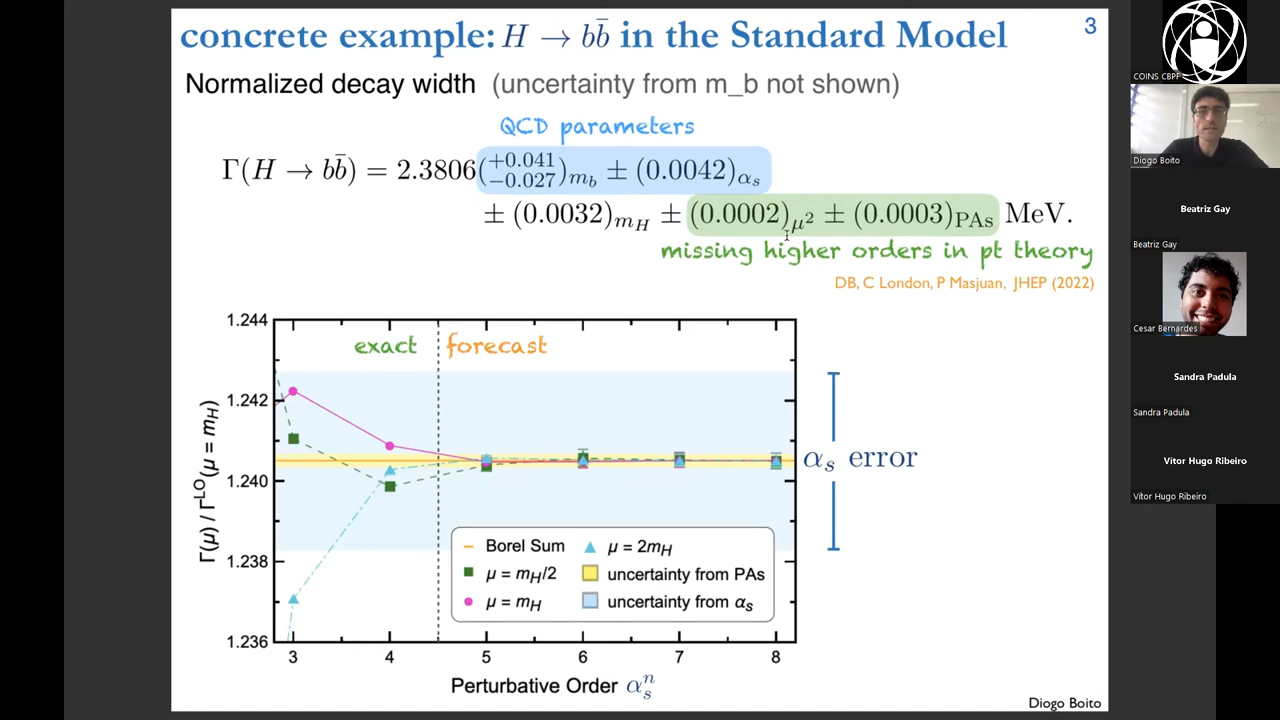 concrete example: H → bb̄ in the Standard Model
3
Normalized decay width (uncertainty from m_b not shown)
QCD parameters
Γ(H → bb̄) = 2.3806(+0.041 −0.027)_{m_b} ± (0.0042)_{α_s}
± (0.0032)_{m_H} ± (0.0002)_{μ²} ± (0.0003)_{PAs} MeV.
missing higher orders in pt theory
DB, C London, P Masjuan, JHEP (2022)
exact
forecast
1.244
1.242
1.240
1.238
1.236
Γ(μ) / Γ^{LO}(μ = m_H)
α_s error
Borel Sum
μ = m_H/2
μ = m_H
μ = 2m_H
uncertainty from PAs
uncertainty from α_s
3 4 5 6 7 8
Perturbative Order α_s^n
Diogo Boito
COINS CBPF
Diogo Boito
Beatriz Gay
Beatriz Gay
Cesar Bernardes
Sandra Padula
Sandra Padula
Vítor Hugo Ribeiro
Vítor Hugo Ribeiro